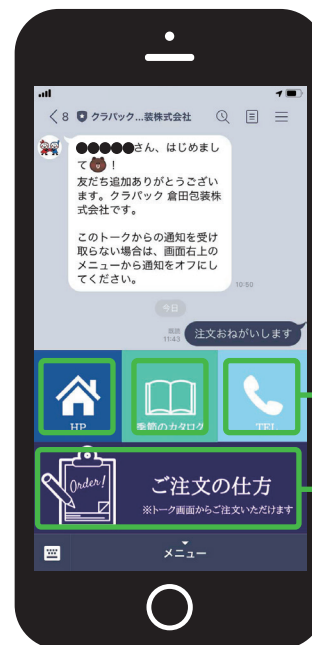 8 クラパック...装株式会社
●●●●●さん、はじめまし
て🐻！
友だち追加ありがとうござい
ます。クラパック 倉田包装株
式会社です。
このトークからの通知を受け
取らない場合は、画面右上の
メニューから通知をオフにし
てください。
10:50
今日
既読
11:43
注文おねがいします
HP
季節のカタログ
TEL
Order!
ご注文の仕方
※トーク画面からご注文いただけます
メニュー